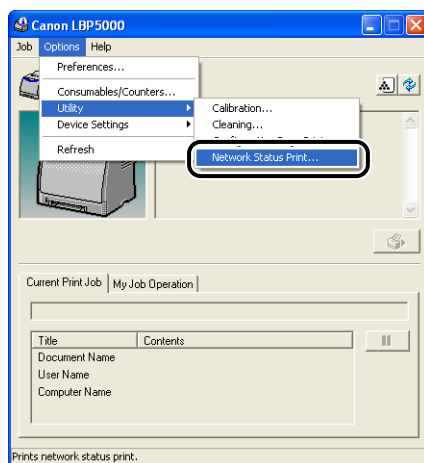 Canon LBP5000
Job Options Help
Preferences...
Consumables/Counters...
Utility
Calibration...
Device Settings
Cleaning...
Refresh
Network Status Print...
Current Print Job
My Job Operation
Title Contents
Document Name
User Name
Computer Name
Prints network status print.